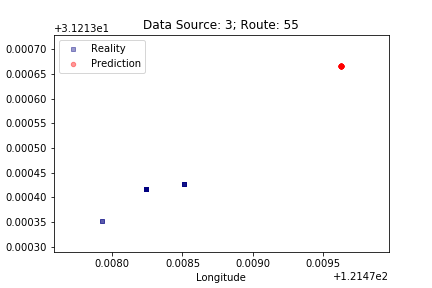 Data Source: 3; Route: 55
+3.1213e1
Reality
Prediction
0.00070
0.00065
0.00060
0.00055
0.00050
0.00045
0.00040
0.00035
0.00030
0.0080 0.0085 0.0090 0.0095
Longitude
+1.2147e2